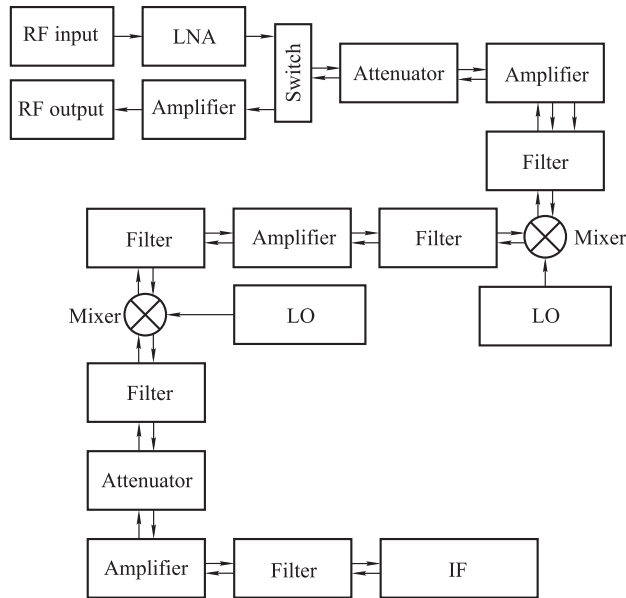 RF input
LNA
Switch
Attenuator
Amplifier
RF output
Amplifier
Filter
Filter
Amplifier
Filter
Mixer
Mixer
LO
LO
Filter
Attenuator
Amplifier
Filter
IF